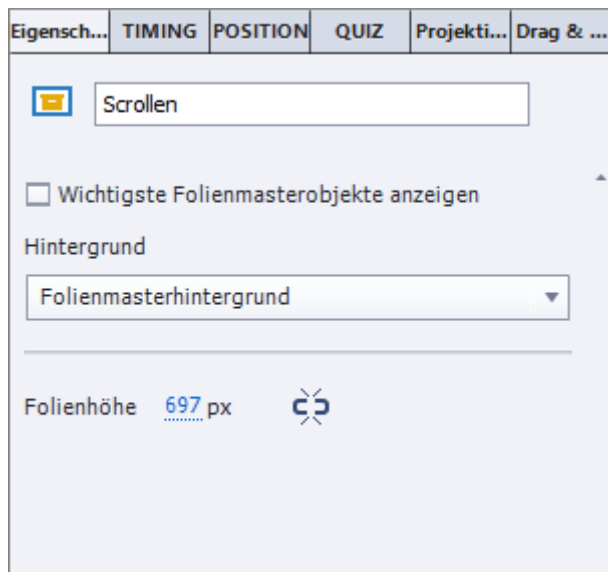 Eigensch... TIMING POSITION QUIZ Projekti... Drag & ...
Scrollen
Wichtigste Folienmasterobjekte anzeigen
Hintergrund
Folienmasterhintergrund
Folienhöhe 697 px